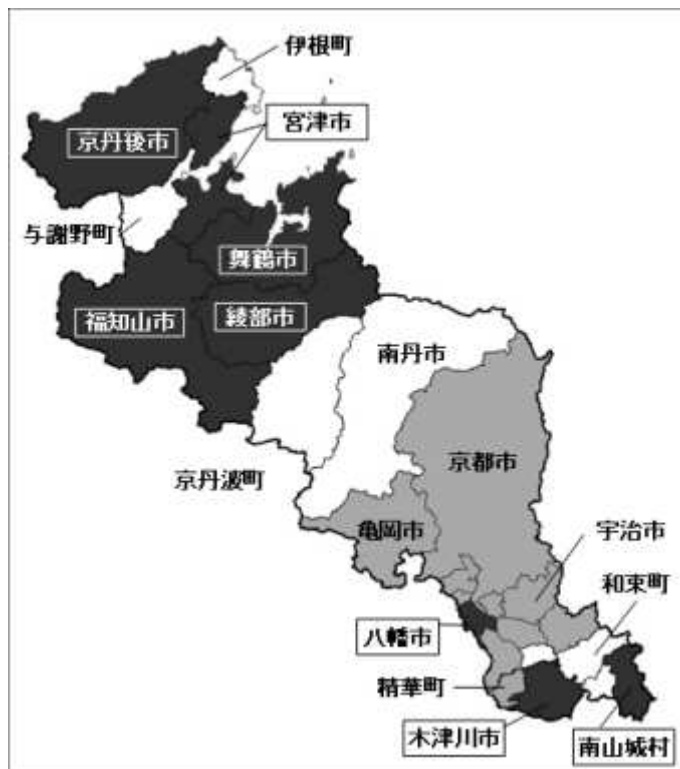 伊根町
宮津市
京丹後市
与謝野町
舞鶴市
福知山市
綾部市
南丹市
京都市
京丹波町
亀岡市
宇治市
和束町
八幡市
精華町
木津川市
南山城村